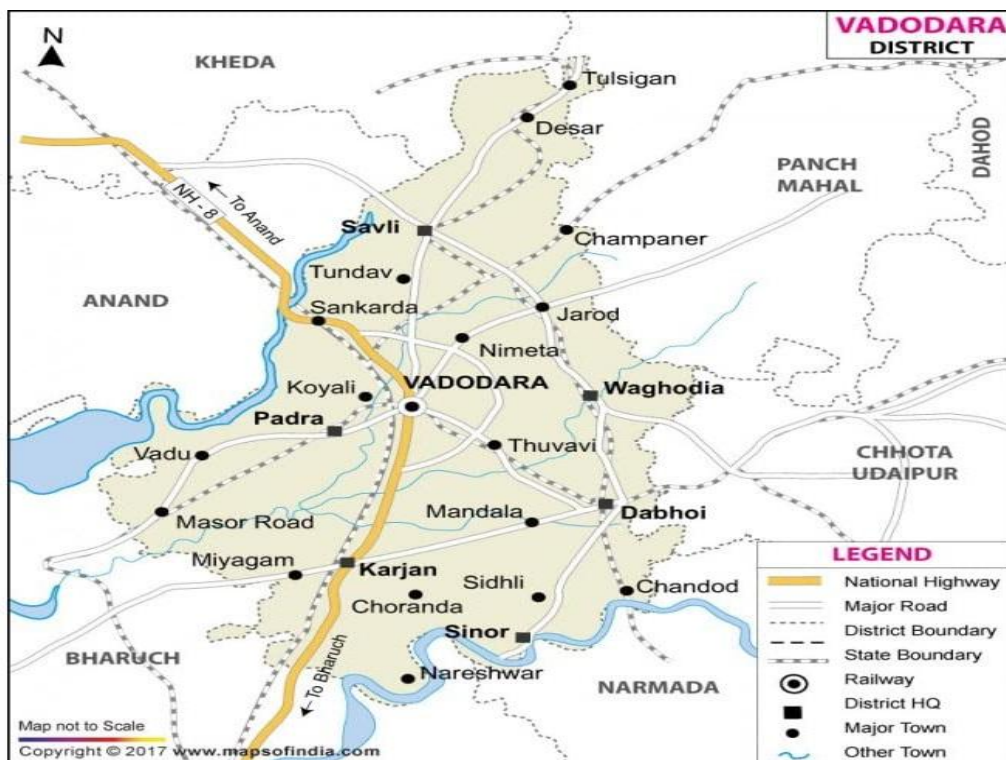 VADODARA
DISTRICT
N
KHEDA
Tulsigan
Desar
DAHOD
PANCH
MAHAL
NH - 8
To Anand
Savli
Champaner
Tundav
ANAND
Sankarda
Jarod
Nimeta
Koyali
VADODARA
Waghodia
Padra
Vadu
Thuvavi
CHHOTA
UDAIPUR
Masor Road
Mandala
Dabhoi
Miyagam
Karjan
Sidhli
Chandod
Choranda
Sinor
BHARUCH
To Bharuch
Nareshwar
NARMADA
LEGEND
National Highway
Major Road
District Boundary
State Boundary
Railway
District HQ
Major Town
Other Town
Map not to Scale
Copyright © 2017 www.mapsofindia.com